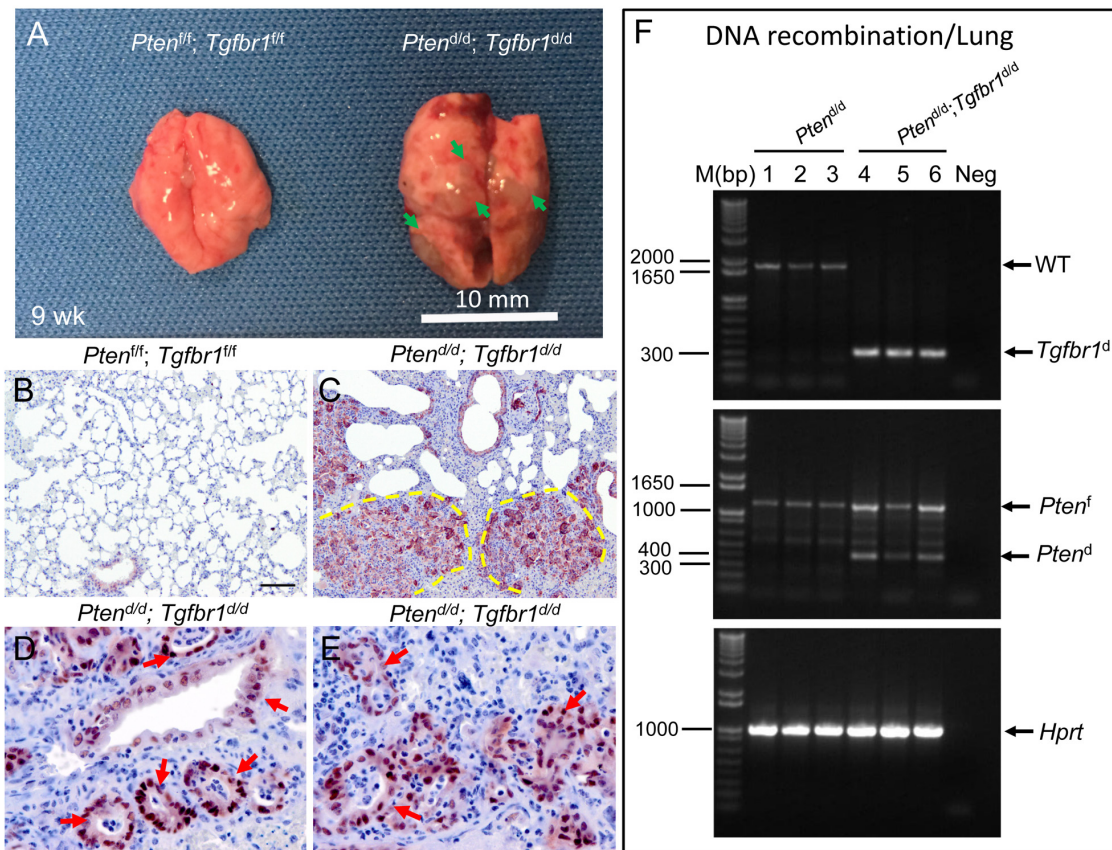 A
Pten^f/f; Tgfbr1^f/f
Pten^d/d; Tgfbr1^d/d
9 wk
10 mm
Pten^f/f; Tgfbr1^f/f
Pten^d/d; Tgfbr1^d/d
B
C
Pten^d/d; Tgfbr1^d/d
Pten^d/d; Tgfbr1^d/d
D
E
F
DNA recombination/Lung
Pten^d/d
Pten^d/d; Tgfbr1^d/d
M(bp) 1 2 3 4 5 6 Neg
2000
1650
300
WT
Tgfbr1^d
1650
1000
400
300
Pten^f
Pten^d
1000
Hprt